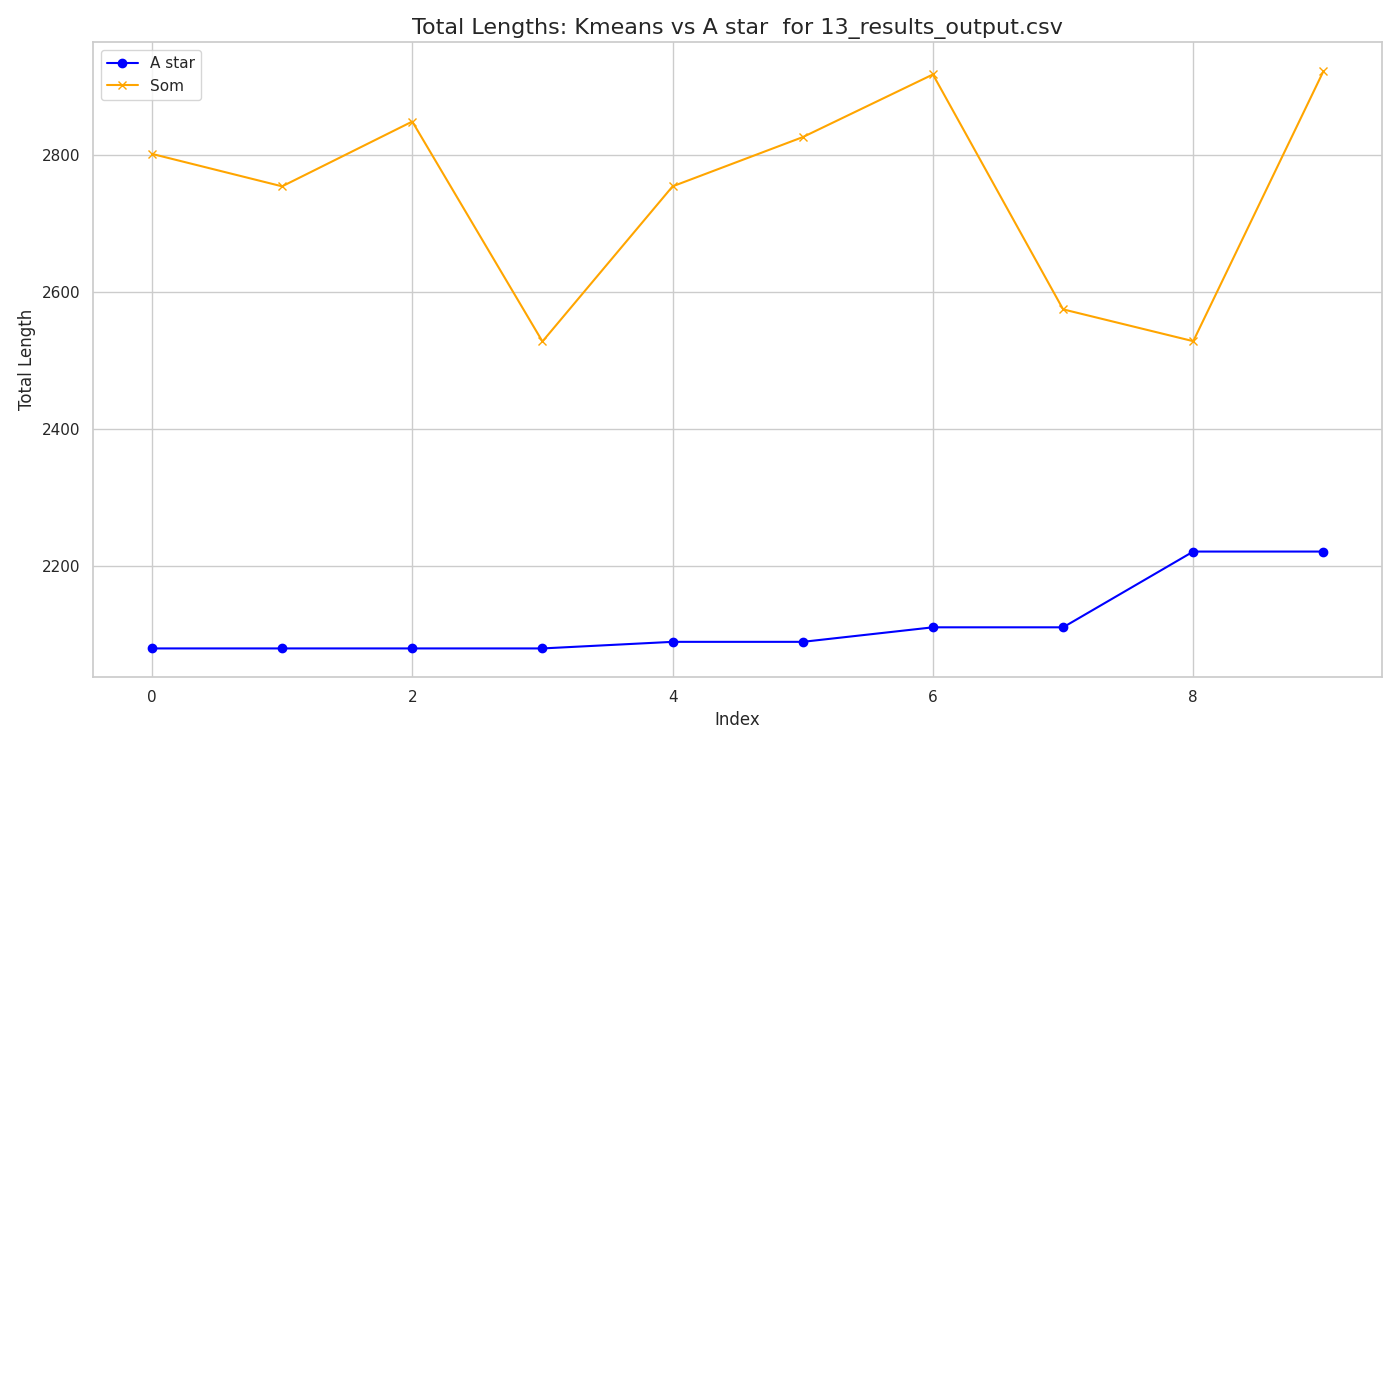 Total Lengths: Kmeans vs A star  for 13_results_output.csv
A star
Som
2800
2600
2400
2200
Total Length
0 2 4 6 8
Index